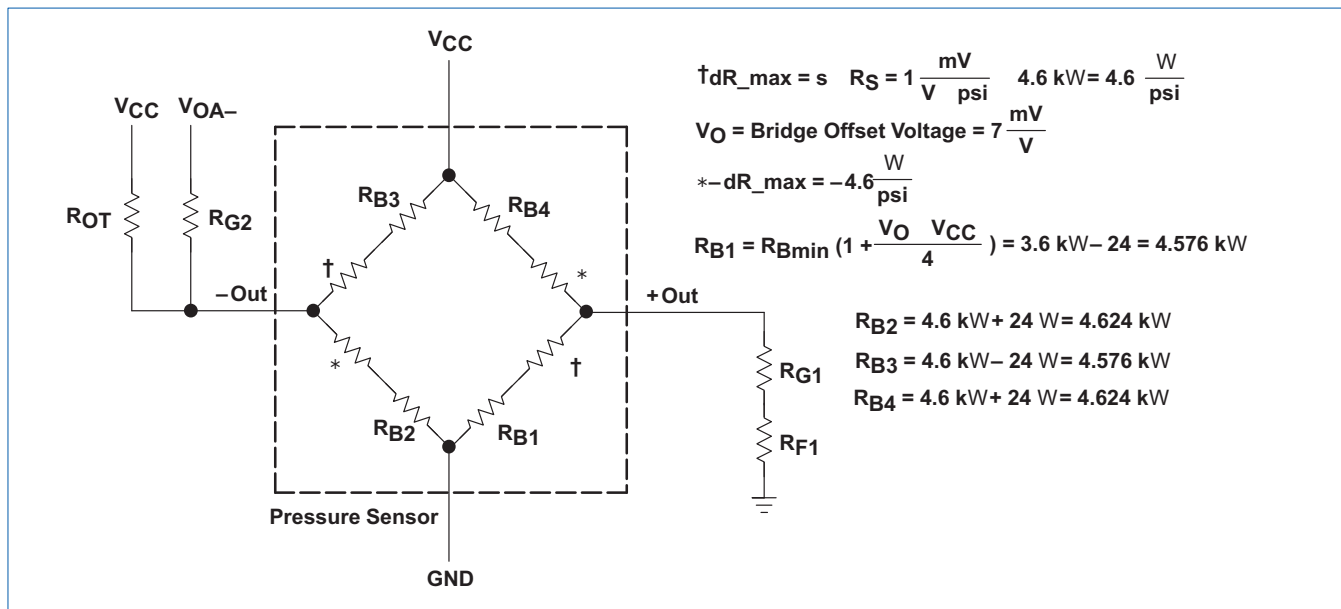 VCC
VCC
VOA–
RB3
RB4
ROT
RG2
†
*
–Out
+Out
*
†
RG1
RB2
RB1
RF1
Pressure Sensor
GND
†dR_max = s RS = 1 mV/V psi 4.6 kW = 4.6 W/psi
VO = Bridge Offset Voltage = 7 mV/V
*–dR_max = –4.6 W/psi
RB1 = RBmin (1 + VO VCC/4 ) = 3.6 kW – 24 = 4.576 kW
RB2 = 4.6 kW + 24 W = 4.624 kW
RB3 = 4.6 kW – 24 W = 4.576 kW
RB4 = 4.6 kW + 24 W = 4.624 kW